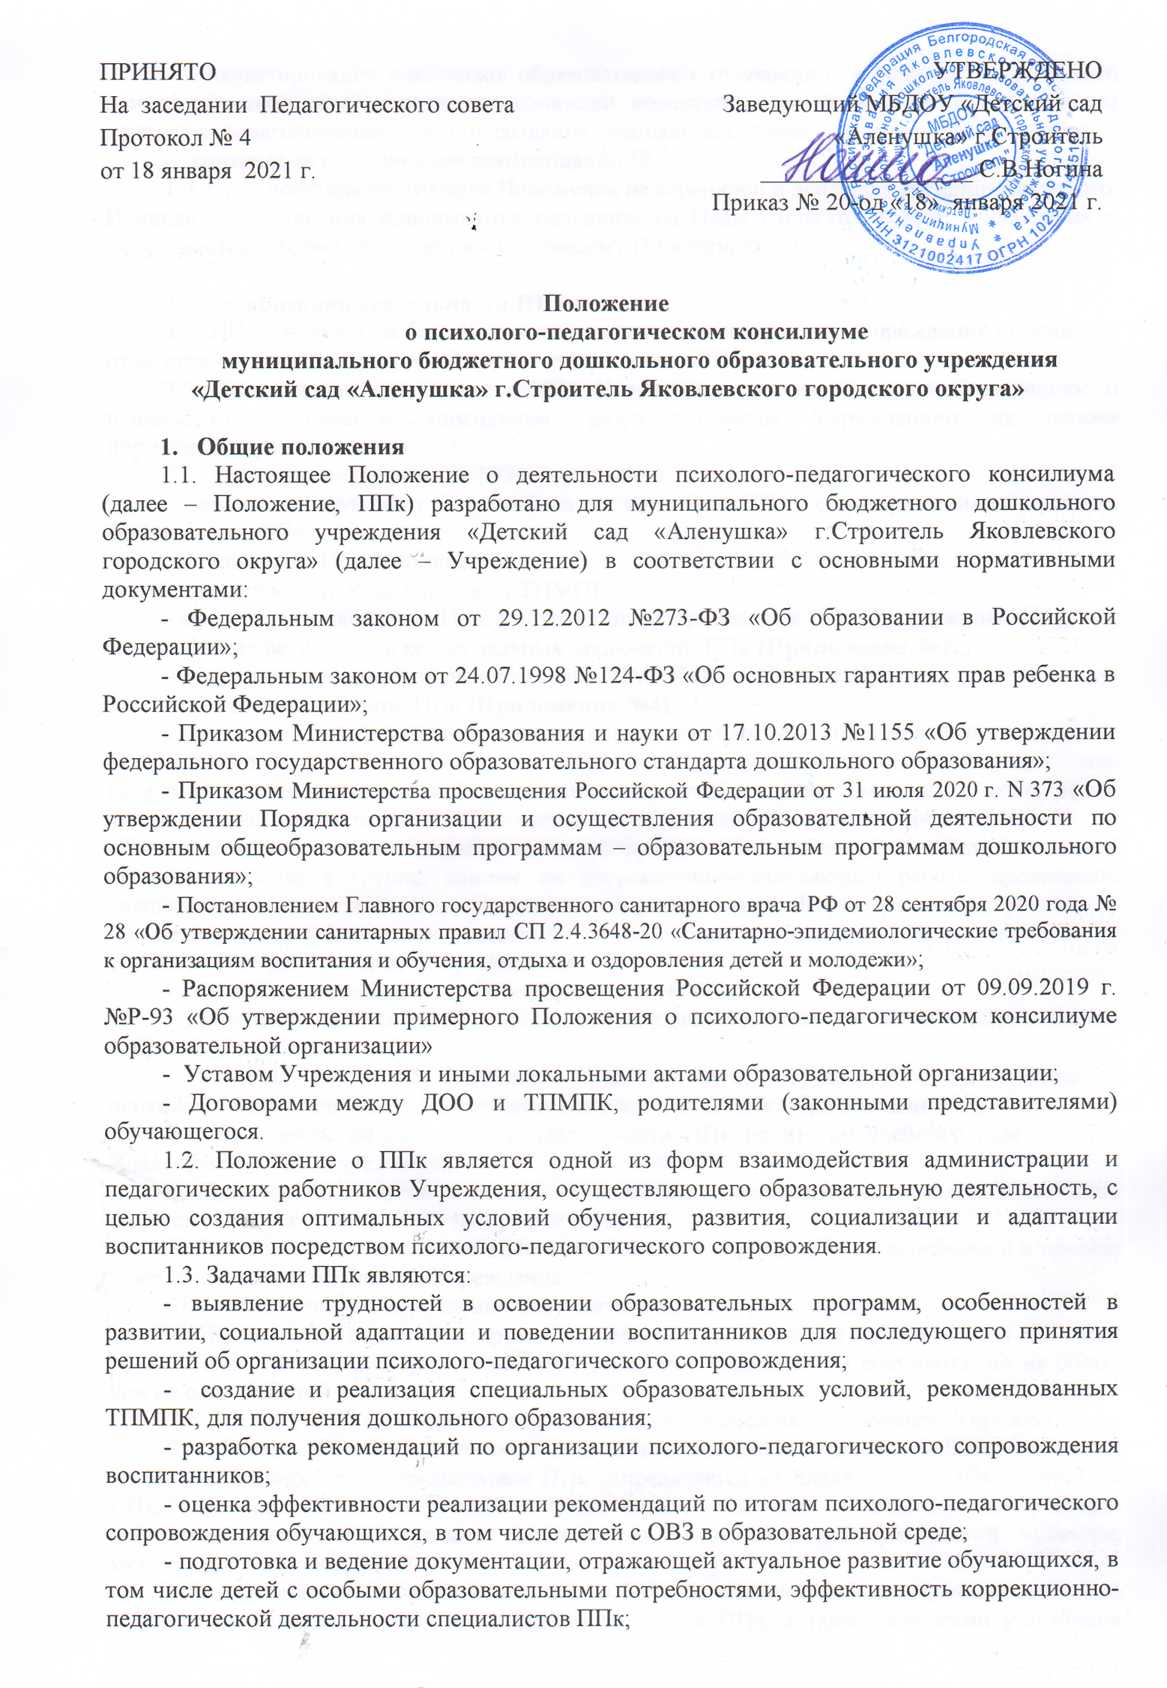 ПРИНЯТО
На заседании Педагогического совета
Протокол № 4
от 18 января 2021 г.
УТВЕРЖДЕНО
Заведующий МБДОУ «Детский сад
«Аленушка» г.Строитель
С.В.Ногина
Приказ № 20-од «18» января 2021 г.
МБДОУ
"Детский сад
"Аленушка"
г.Строитель"
ИНН 3121002417 ОГРН
Положение
о психолого-педагогическом консилиуме
муниципального бюджетного дошкольного образовательного учреждения
«Детский сад «Аленушка» г.Строитель Яковлевского городского округа»
1. Общие положения
1.1. Настоящее Положение о деятельности психолого-педагогического консилиума
(далее – Положение, ППк) разработано для муниципального бюджетного дошкольного
образовательного учреждения «Детский сад «Аленушка» г.Строитель Яковлевского
городского округа» (далее – Учреждение) в соответствии с основными нормативными
документами:
- Федеральным законом от 29.12.2012 №273-ФЗ «Об образовании в Российской
Федерации»;
- Федеральным законом от 24.07.1998 №124-ФЗ «Об основных гарантиях прав ребенка в
Российской Федерации»;
- Приказом Министерства образования и науки от 17.10.2013 №1155 «Об утверждении
федерального государственного образовательного стандарта дошкольного образования»;
- Приказом Министерства просвещения Российской Федерации от 31 июля 2020 г. N 373 «Об
утверждении Порядка организации и осуществления образовательной деятельности по
основным общеобразовательным программам – образовательным программам дошкольного
образования»;
- Постановлением Главного государственного санитарного врача РФ от 28 сентября 2020 года №
28 «Об утверждении санитарных правил СП 2.4.3648-20 «Санитарно-эпидемиологические требования
к организациям воспитания и обучения, отдыха и оздоровления детей и молодежи»;
- Распоряжением Министерства просвещения Российской Федерации от 09.09.2019 г.
№Р-93 «Об утверждении примерного Положения о психолого-педагогическом консилиуме
образовательной организации»
- Уставом Учреждения и иными локальными актами образовательной организации;
- Договорами между ДОО и ТПМПК, родителями (законными представителями)
обучающегося.
1.2. Положение о ППк является одной из форм взаимодействия администрации и
педагогических работников Учреждения, осуществляющего образовательную деятельность, с
целью создания оптимальных условий обучения, развития, социализации и адаптации
воспитанников посредством психолого-педагогического сопровождения.
1.3. Задачами ППк являются:
- выявление трудностей в освоении образовательных программ, особенностей в
развитии, социальной адаптации и поведении воспитанников для последующего принятия
решений об организации психолого-педагогического сопровождения;
- создание и реализация специальных образовательных условий, рекомендованных
ТПМПК, для получения дошкольного образования;
- разработка рекомендаций по организации психолого-педагогического сопровождения
воспитанников;
- оценка эффективности реализации рекомендаций по итогам психолого-педагогического
сопровождения обучающихся, в том числе детей с ОВЗ в образовательной среде;
- подготовка и ведение документации, отражающей актуальное развитие обучающихся, в
том числе детей с особыми образовательными потребностями, эффективность коррекционно-
педагогической деятельности специалистов ППк;